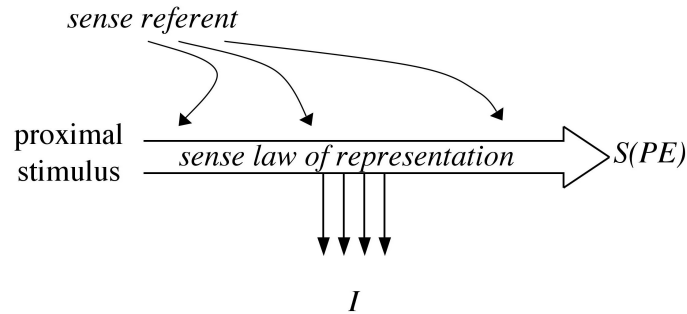 sense referent
proximal
stimulus
sense law of representation
S(PE)
I